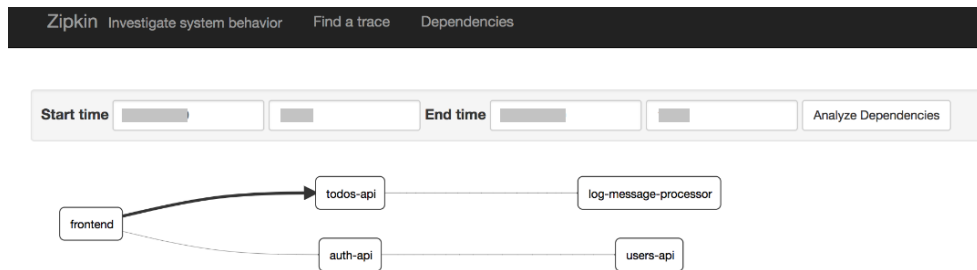 Zipkin Investigate system behavior Find a trace Dependencies
Start time End time Analyze Dependencies
todos-api log-message-processor
frontend
auth-api users-api